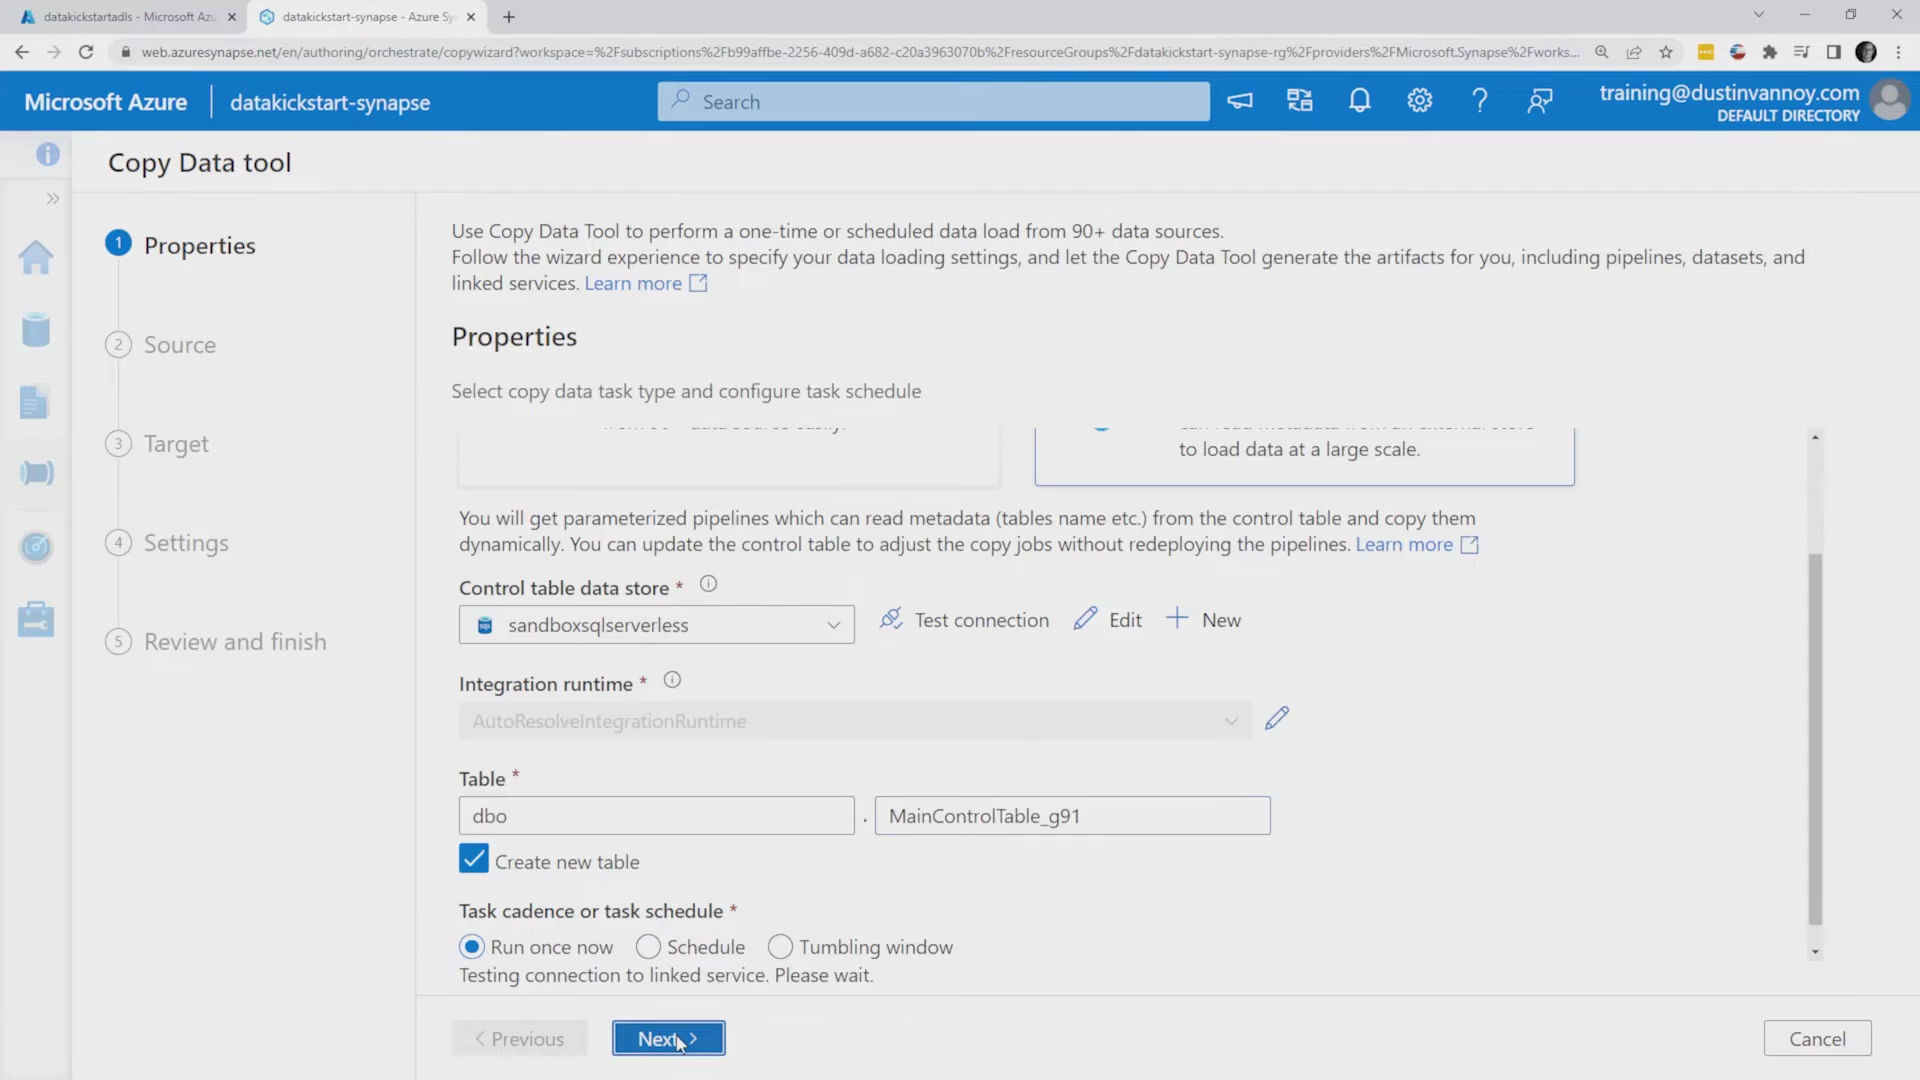 datakickstartadls - Microsoft Azu
datakickstart-synapse - Azure Sy
web.azuresynapse.net/en/authoring/orchestrate/copywizard?workspace=%2Fsubscriptions%2Fb99affbe-2256-409d-a682-c20a3963070b%2FresourceGroups%2Fdatakickstart-synapse-rg%2Fproviders%2FMicrosoft.Synapse%2Fworks...
Microsoft Azure
datakickstart-synapse
Search
training@dustinvannoy.com
DEFAULT DIRECTORY
Copy Data tool
1 Properties
2 Source
3 Target
4 Settings
5 Review and finish
Use Copy Data Tool to perform a one-time or scheduled data load from 90+ data sources.
Follow the wizard experience to specify your data loading settings, and let the Copy Data Tool generate the artifacts for you, including pipelines, datasets, and
linked services. Learn more
Properties
Select copy data task type and configure task schedule
to load data at a large scale.
You will get parameterized pipelines which can read metadata (tables name etc.) from the control table and copy them
dynamically. You can update the control table to adjust the copy jobs without redeploying the pipelines. Learn more
Control table data store *
sandboxsqlserverless
Test connection
Edit
New
Integration runtime *
AutoResolveIntegrationRuntime
Table *
dbo . MainControlTable_g91
Create new table
Task cadence or task schedule *
Run once now
Schedule
Tumbling window
Testing connection to linked service. Please wait.
< Previous
Next >
Cancel